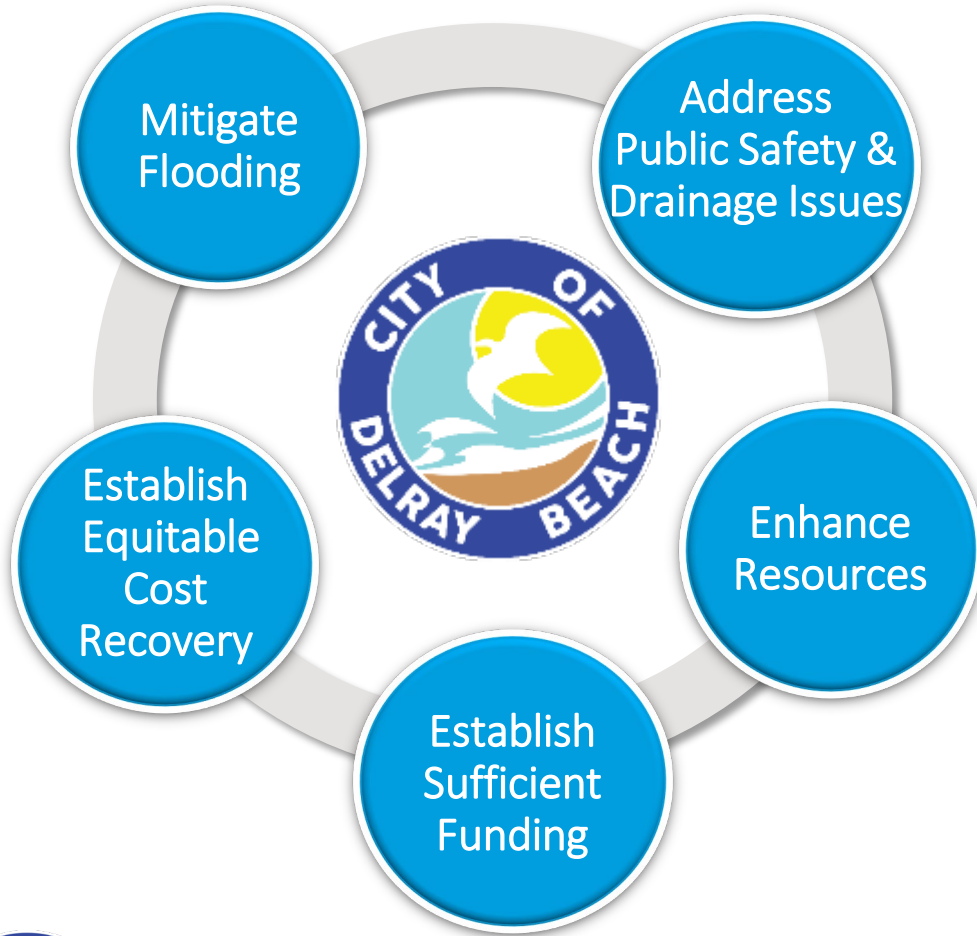 Mitigate
Flooding
Address
Public Safety &
Drainage Issues
CITY OF
DELRAY BEACH
Establish
Equitable
Cost
Recovery
Enhance
Resources
Establish
Sufficient
Funding